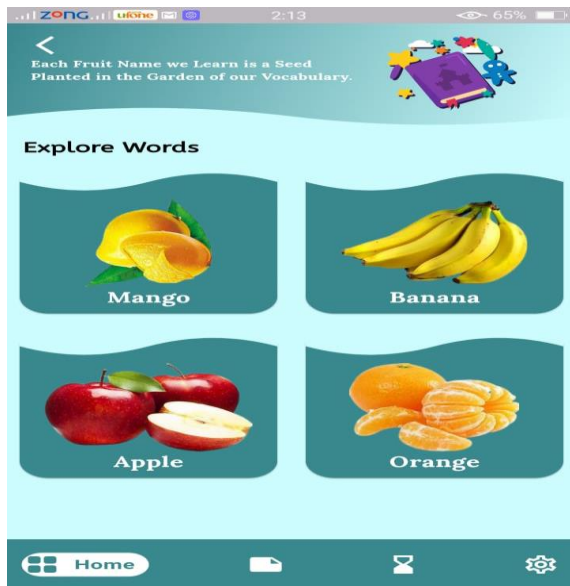 ZONG ufone 2:13 65%
Each Fruit Name we Learn is a Seed
Planted in the Garden of our Vocabulary.
Explore Words
Mango Banana
Apple Orange
Home